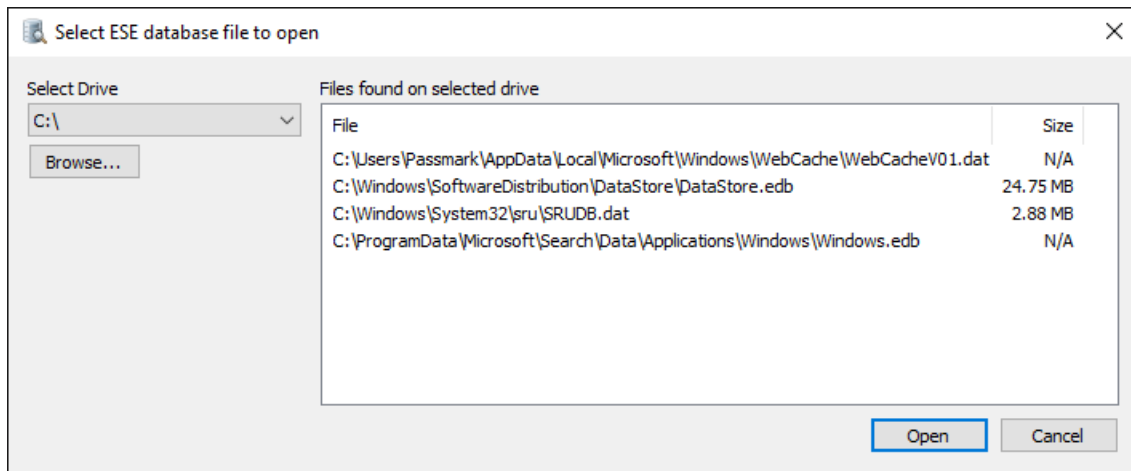 Select ESE database file to open
Select Drive
Files found on selected drive
C:\
Browse...
File Size
C:\Users\Passmark\AppData\Local\Microsoft\Windows\WebCache\WebCacheV01.dat N/A
C:\Windows\SoftwareDistribution\DataStore\DataStore.edb 24.75 MB
C:\Windows\System32\sru\SRUDB.dat 2.88 MB
C:\ProgramData\Microsoft\Search\Data\Applications\Windows\Windows.edb N/A
Open Cancel